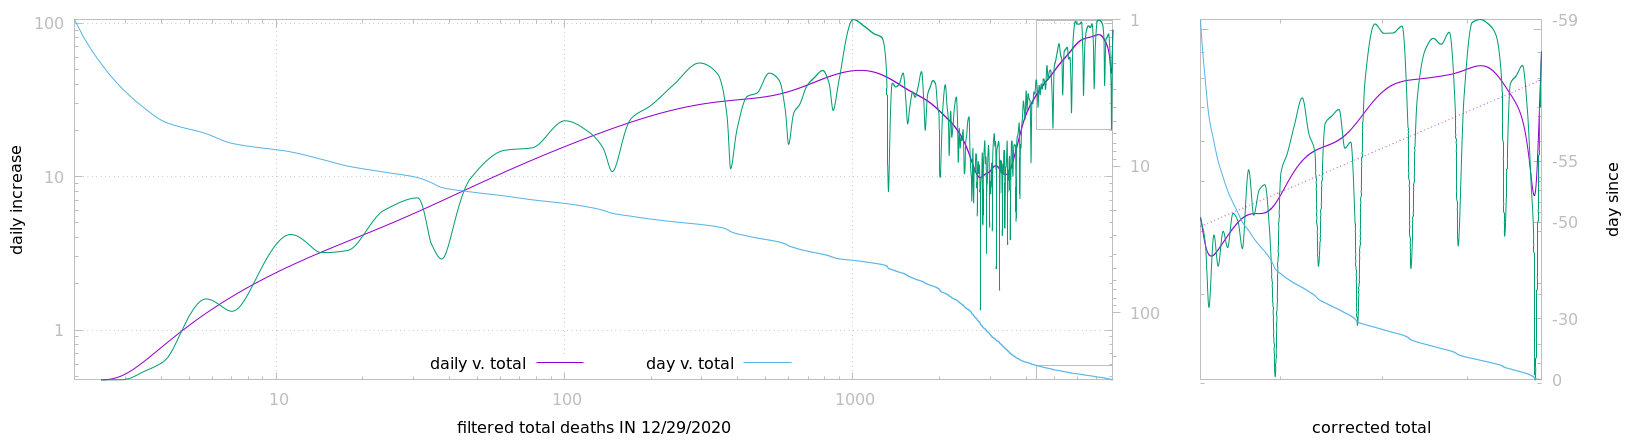 100
10
1
daily increase
10
100
1000
filtered total deaths IN 12/29/2020
daily v. total
day v. total
1
10
100
-59
-55
-50
-30
0
day since
corrected total